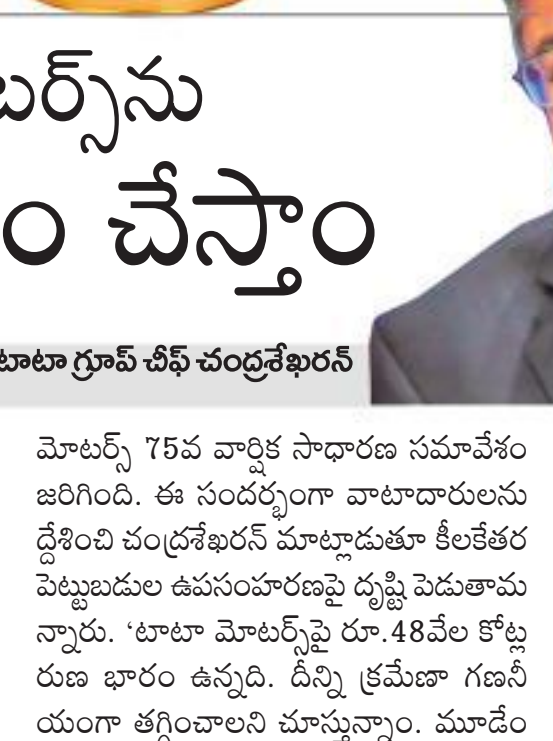 టర్స్‌ను
ం చేస్తాం
టాటా గ్రూప్ చీఫ్ చంద్రశేఖరన్
మోటర్స్ 75వ వార్షిక సాధారణ సమావేశం
జరిగింది. ఈ సందర్భంగా వాటాదారులను
ద్దేశించి చంద్రశేఖరన్ మాట్లాడుతూ కీలకేతర
పెట్టుబడుల ఉపసంహరణపై దృష్టి పెడుతామ
న్నారు. ‘టాటా మోటర్స్‌పై రూ.48వేల కోట్ల
రుణ భారం ఉన్నది. దీన్ని క్రమేణా గణనీ
యంగా తగ్గించాలని చూస్తున్నాం. మూడేం